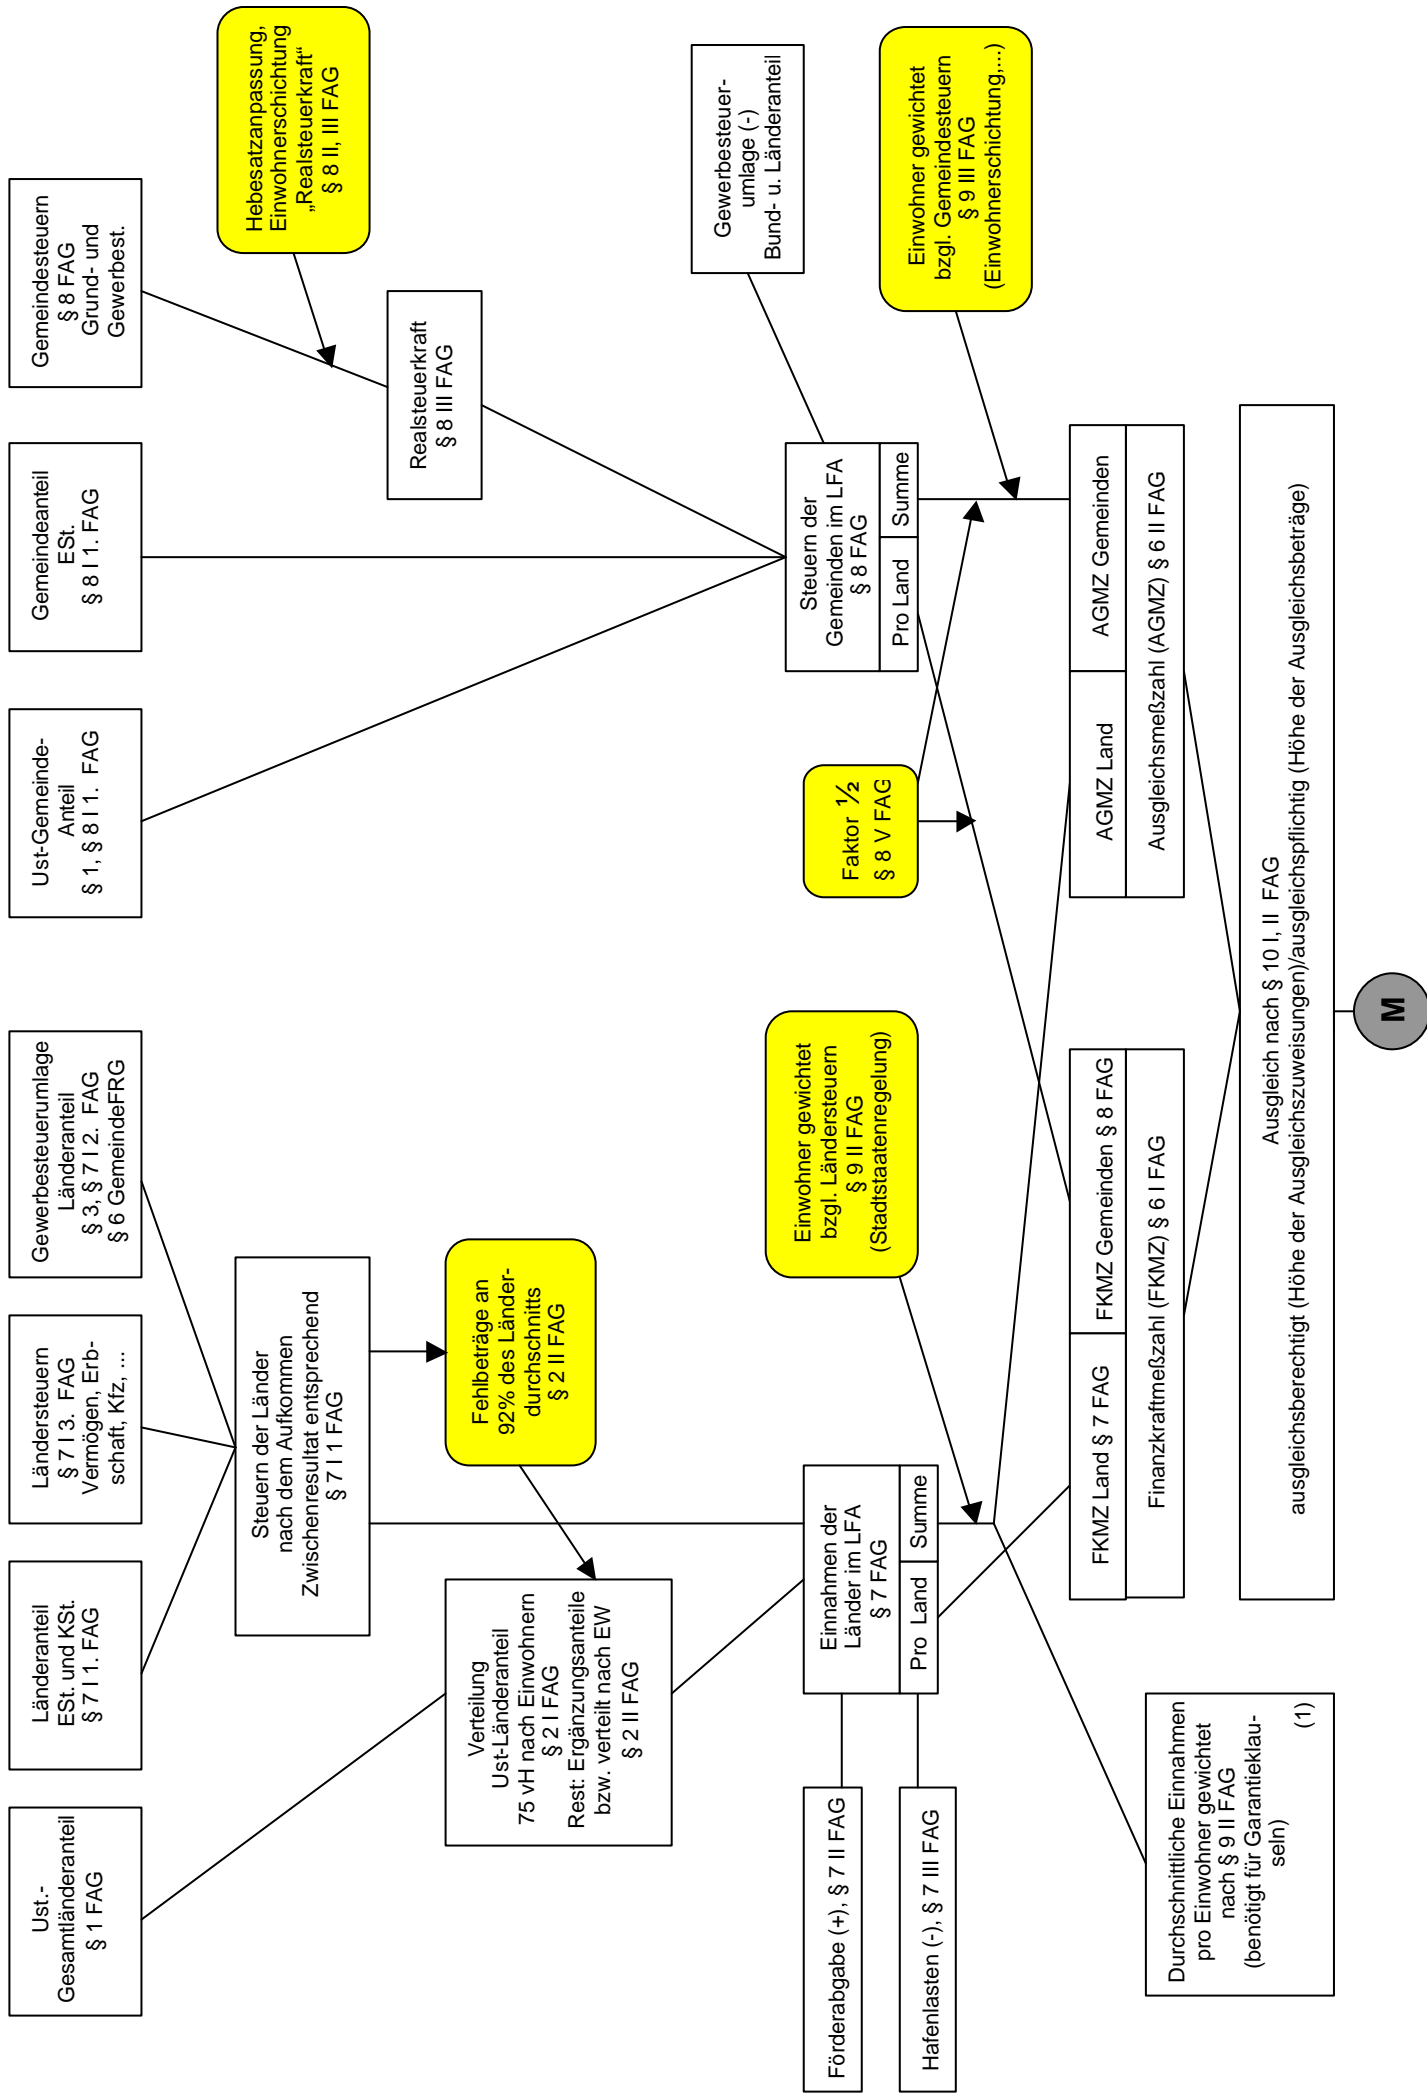 Ust.-
Gesamtländeranteil
§ 1 FAG
Länderanteil
ESt. und KSt.
§ 7 I 1. FAG
Ländersteuern
§ 7 I 3.  FAG
Vermögen, Erb-
schaft, Kfz, ...
Gewerbesteuerumlage
Länderanteil
§ 3, § 7 I 2.  FAG
§ 6 GemeindeFRG
Ust-Gemeinde-
Anteil
§ 1, § 8 I 1.  FAG
Gemeindeanteil
ESt.
§ 8 I 1. FAG
Gemeindesteuern
§ 8 FAG
Grund- und
Gewerbest.
Hebesatzanpassung,
Einwohnerschichtung
„Realsteuerkraft“
§ 8 II, III FAG
Steuern der Länder
nach dem Aufkommen
Zwischenresultat entsprechend
§ 7 I 1 FAG
Realsteuerkraft
§ 8 III FAG
Verteilung
Ust-Länderanteil
75 vH nach Einwohnern
§ 2 I FAG
Rest: Ergänzungsanteile
bzw. verteilt nach EW
§ 2 II FAG
Fehlbeträge an
92% des Länder-
durchschnitts
§ 2 II FAG
Gewerbesteuer-
umlage (-)
Bund- u. Länderanteil
Förderabgabe (+), § 7 II FAG
Hafenlasten (-), § 7 III FAG
Einnahmen der
Länder im LFA
§ 7 FAG
Pro  Land
Summe
Einwohner gewichtet
bzgl. Ländersteuern
§ 9 II FAG
(Stadtstaatenregelung)
Faktor ½
§ 8 V FAG
Steuern der
Gemeinden im LFA
§ 8 FAG
Pro Land
Summe
Einwohner gewichtet
bzgl. Gemeindesteuern
§ 9 III FAG
(Einwohnerschichtung,...)
FKMZ Land § 7 FAG
FKMZ Gemeinden § 8 FAG
Finanzkraftmeßzahl (FKMZ) § 6 I FAG
AGMZ Land
AGMZ Gemeinden
Ausgleichsmeßzahl (AGMZ) § 6 II FAG
Durchschnittliche Einnahmen
pro Einwohner gewichtet
nach § 9 II FAG
(benötigt für Garantieklau-
seln)
(1)
Ausgleich nach § 10 I, II  FAG
ausgleichsberechtigt (Höhe der Ausgleichszuweisungen)/ausgleichspflichtig (Höhe der Ausgleichsbeträge)
M